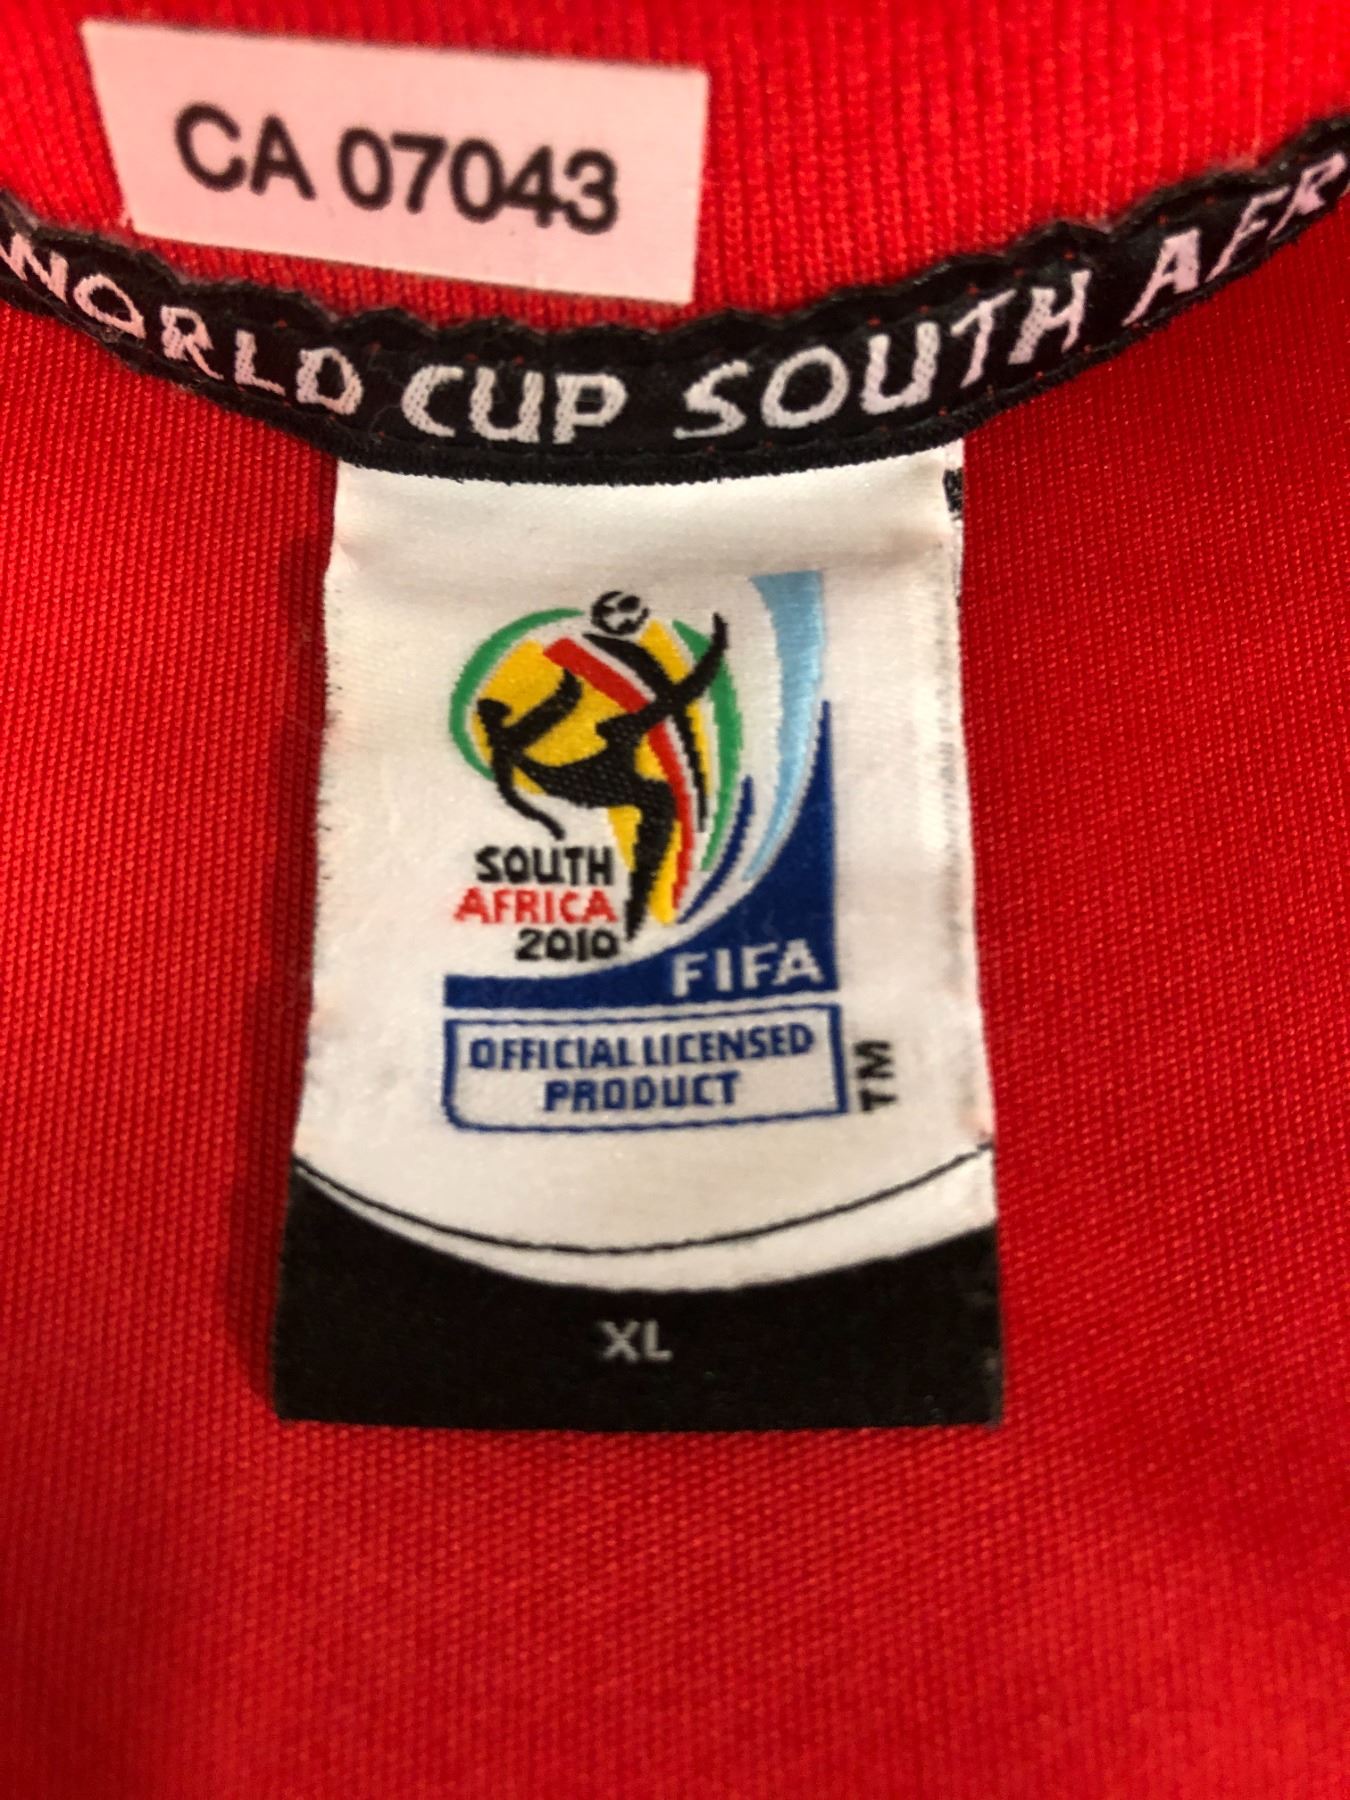 CA 07043
WORLD CUP SOUTH AFR
SOUTH
AFRICA
2010
FIFA
OFFICIAL LICENSED
PRODUCT
TM
XL